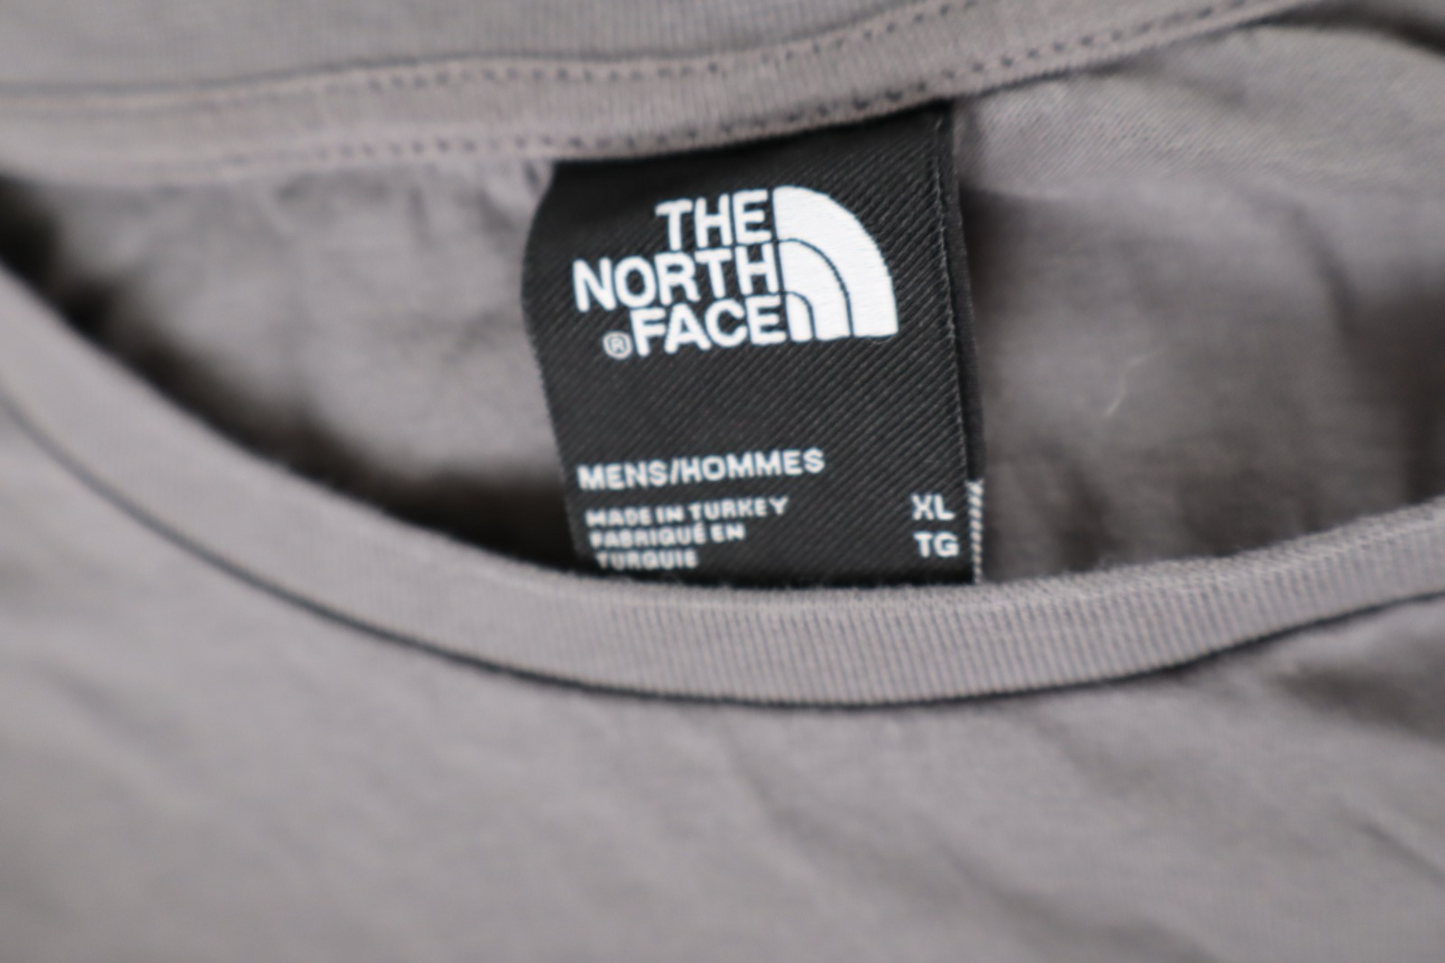 THE
NORTH
®FACE
MENS/HOMMES
MADE IN TURKEY
FABRIQUÉ EN
TURQUIE
XL
TG